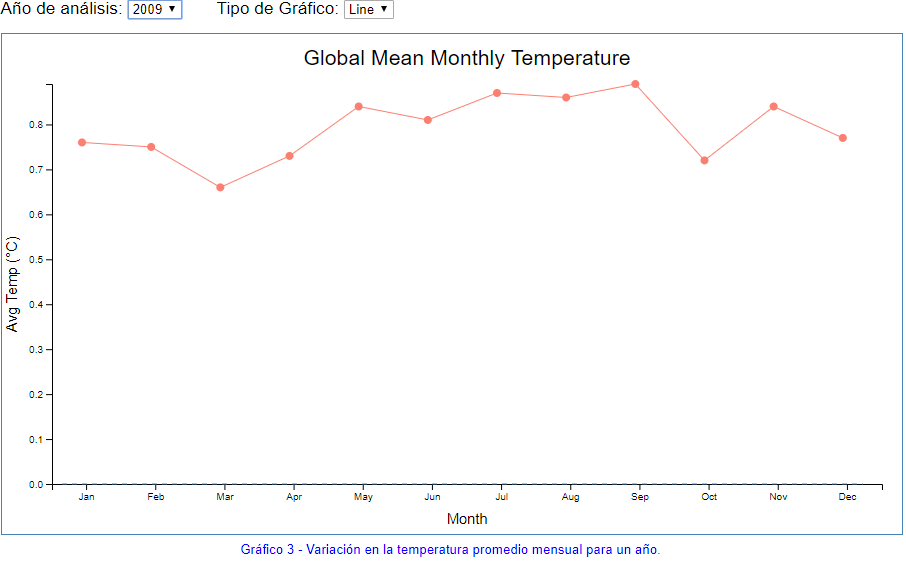 Año de análisis: 2009 Tipo de Gráfico: Line
Global Mean Monthly Temperature
Avg Temp (°C)
0.8
0.7
0.6
0.5
0.4
0.3
0.2
0.1
0.0
Jan Feb Mar Apr May Jun Jul Aug Sep Oct Nov Dec
Month
Gráfico 3 - Variación en la temperatura promedio mensual para un año.